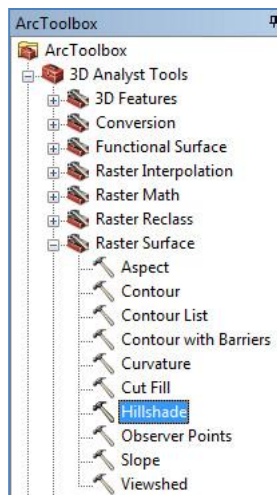 ArcToolbox
ArcToolbox
3D Analyst Tools
3D Features
Conversion
Functional Surface
Raster Interpolation
Raster Math
Raster Reclass
Raster Surface
Aspect
Contour
Contour List
Contour with Barriers
Curvature
Cut Fill
Hillshade
Observer Points
Slope
Viewshed